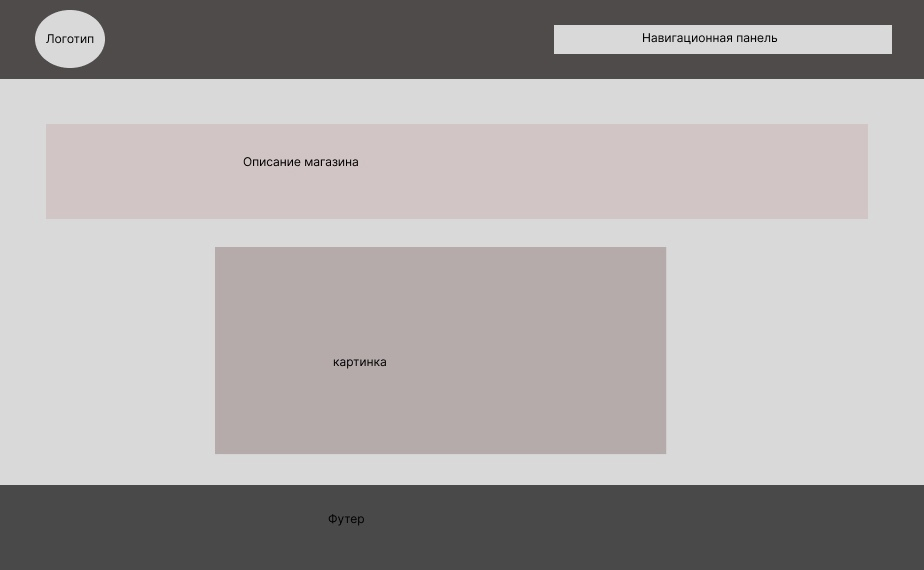 Логотип
Навигационная панель
Описание магазина
картинка
Футер